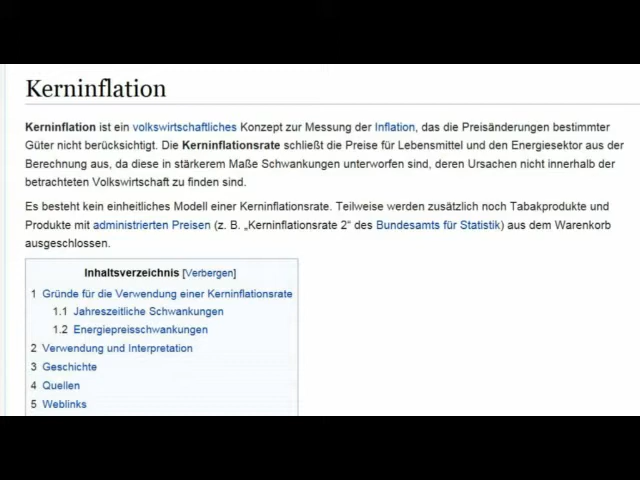 Kerninflation
Kerninflation ist ein volkswirtschaftliches Konzept zur Messung der Inflation, das die Preisänderungen bestimmter
Güter nicht berücksichtigt. Die Kerninflationsrate schließt die Preise für Lebensmittel und den Energiesektor aus der
Berechnung aus, da diese in stärkerem Maße Schwankungen unterworfen sind, deren Ursachen nicht innerhalb der
betrachteten Volkswirtschaft zu finden sind.
Es besteht kein einheitliches Modell einer Kerninflationsrate. Teilweise werden zusätzlich noch Tabakprodukte und
Produkte mit administrierten Preisen (z. B. „Kerninflationsrate 2“ des Bundesamts für Statistik) aus dem Warenkorb
ausgeschlossen.
Inhaltsverzeichnis [Verbergen]
1 Gründe für die Verwendung einer Kerninflationsrate
1.1 Jahreszeitliche Schwankungen
1.2 Energiepreisschwankungen
2 Verwendung und Interpretation
3 Geschichte
4 Quellen
5 Weblinks